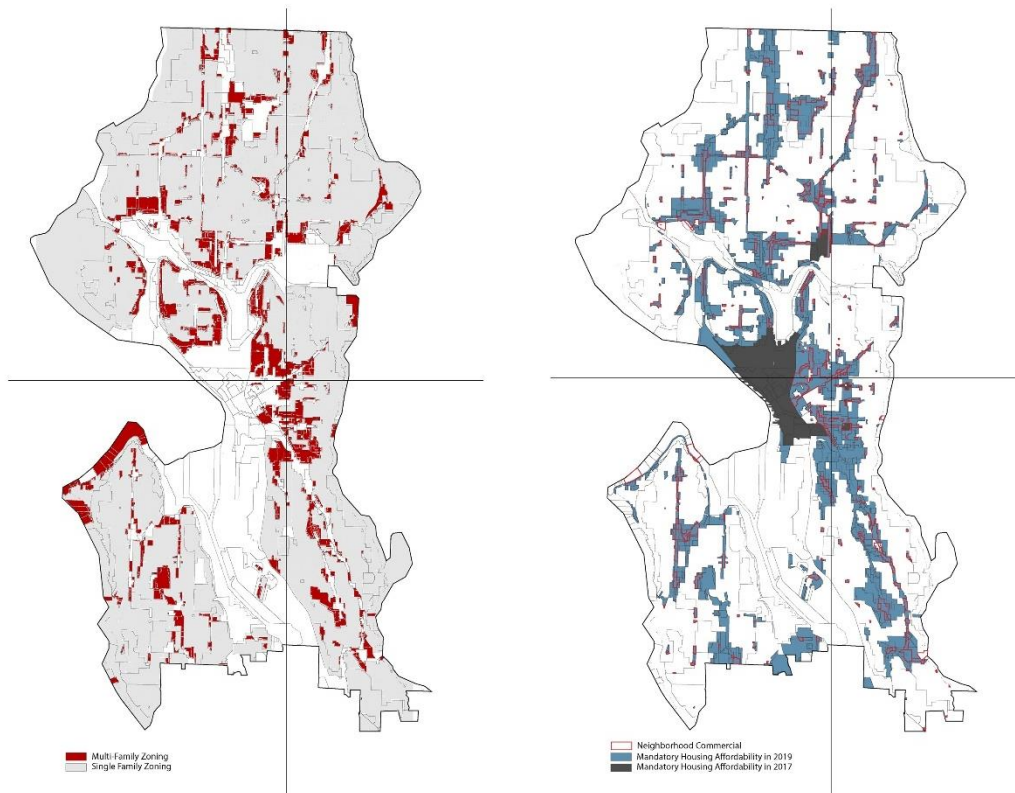 Multi-Family Zoning
Single Family Zoning
Neighborhood Commercial
Mandatory Housing Affordability in 2019
Mandatory Housing Affordability in 2017